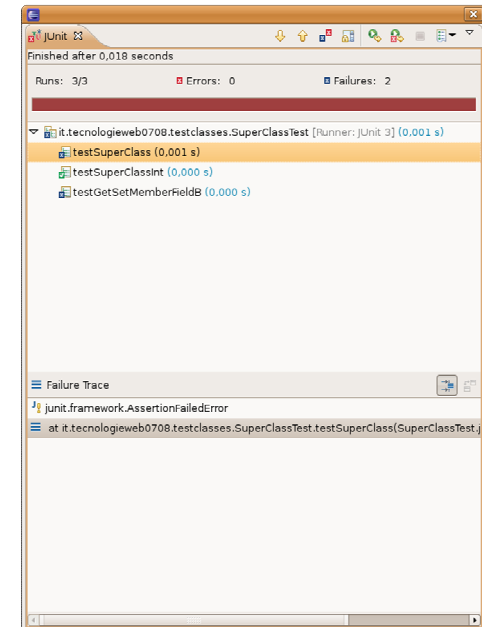 JUnit
Finished after 0,018 seconds
Runs: 3/3 Errors: 0 Failures: 2
it.tecnologieweb0708.testclasses.SuperClassTest [Runner: JUnit 3] (0,001 s)
testSuperClass (0,001 s)
testSuperClassInt (0,000 s)
testGetSetMemberFieldB (0,000 s)
Failure Trace
junit.framework.AssertionFailedError
at it.tecnologieweb0708.testclasses.SuperClassTest.testSuperClass(SuperClassTest.j